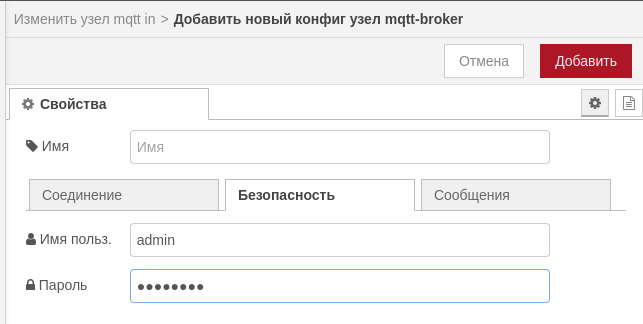 Изменить узел mqtt in > Добавить новый конфиг узел mqtt-broker
Отмена Добавить
Свойства
Имя Имя
Соединение Безопасность Сообщения
Имя польз. admin
Пароль ●●●●●●●●